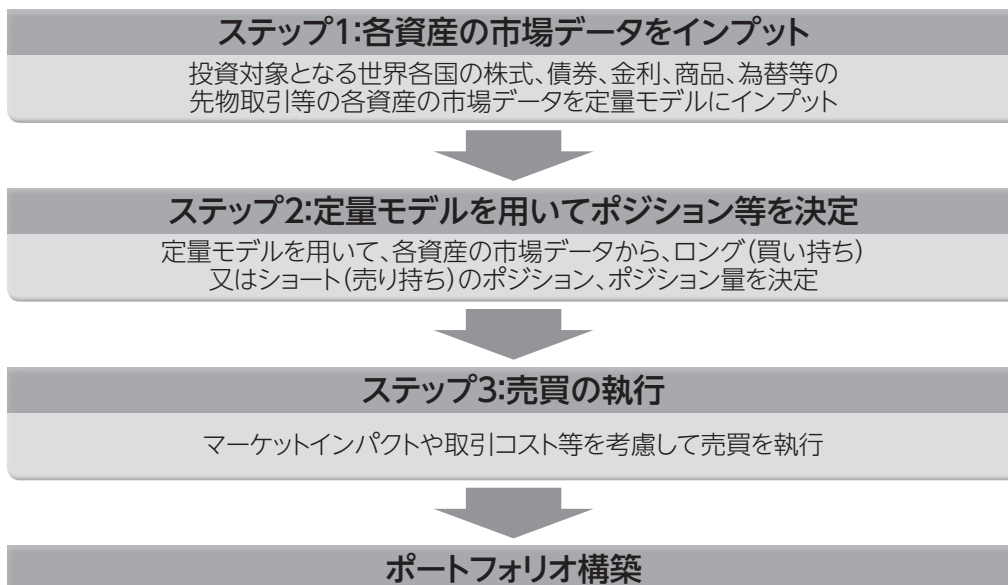 ステップ1:各資産の市場データをインプット
投資対象となる世界各国の株式、債券、金利、商品、為替等の
先物取引等の各資産の市場データを定量モデルにインプット
ステップ2:定量モデルを用いてポジション等を決定
定量モデルを用いて、各資産の市場データから、ロング(買い持ち)
又はショート(売り持ち)のポジション、ポジション量を決定
ステップ3:売買の執行
マーケットインパクトや取引コスト等を考慮して売買を執行
ポートフォリオ構築